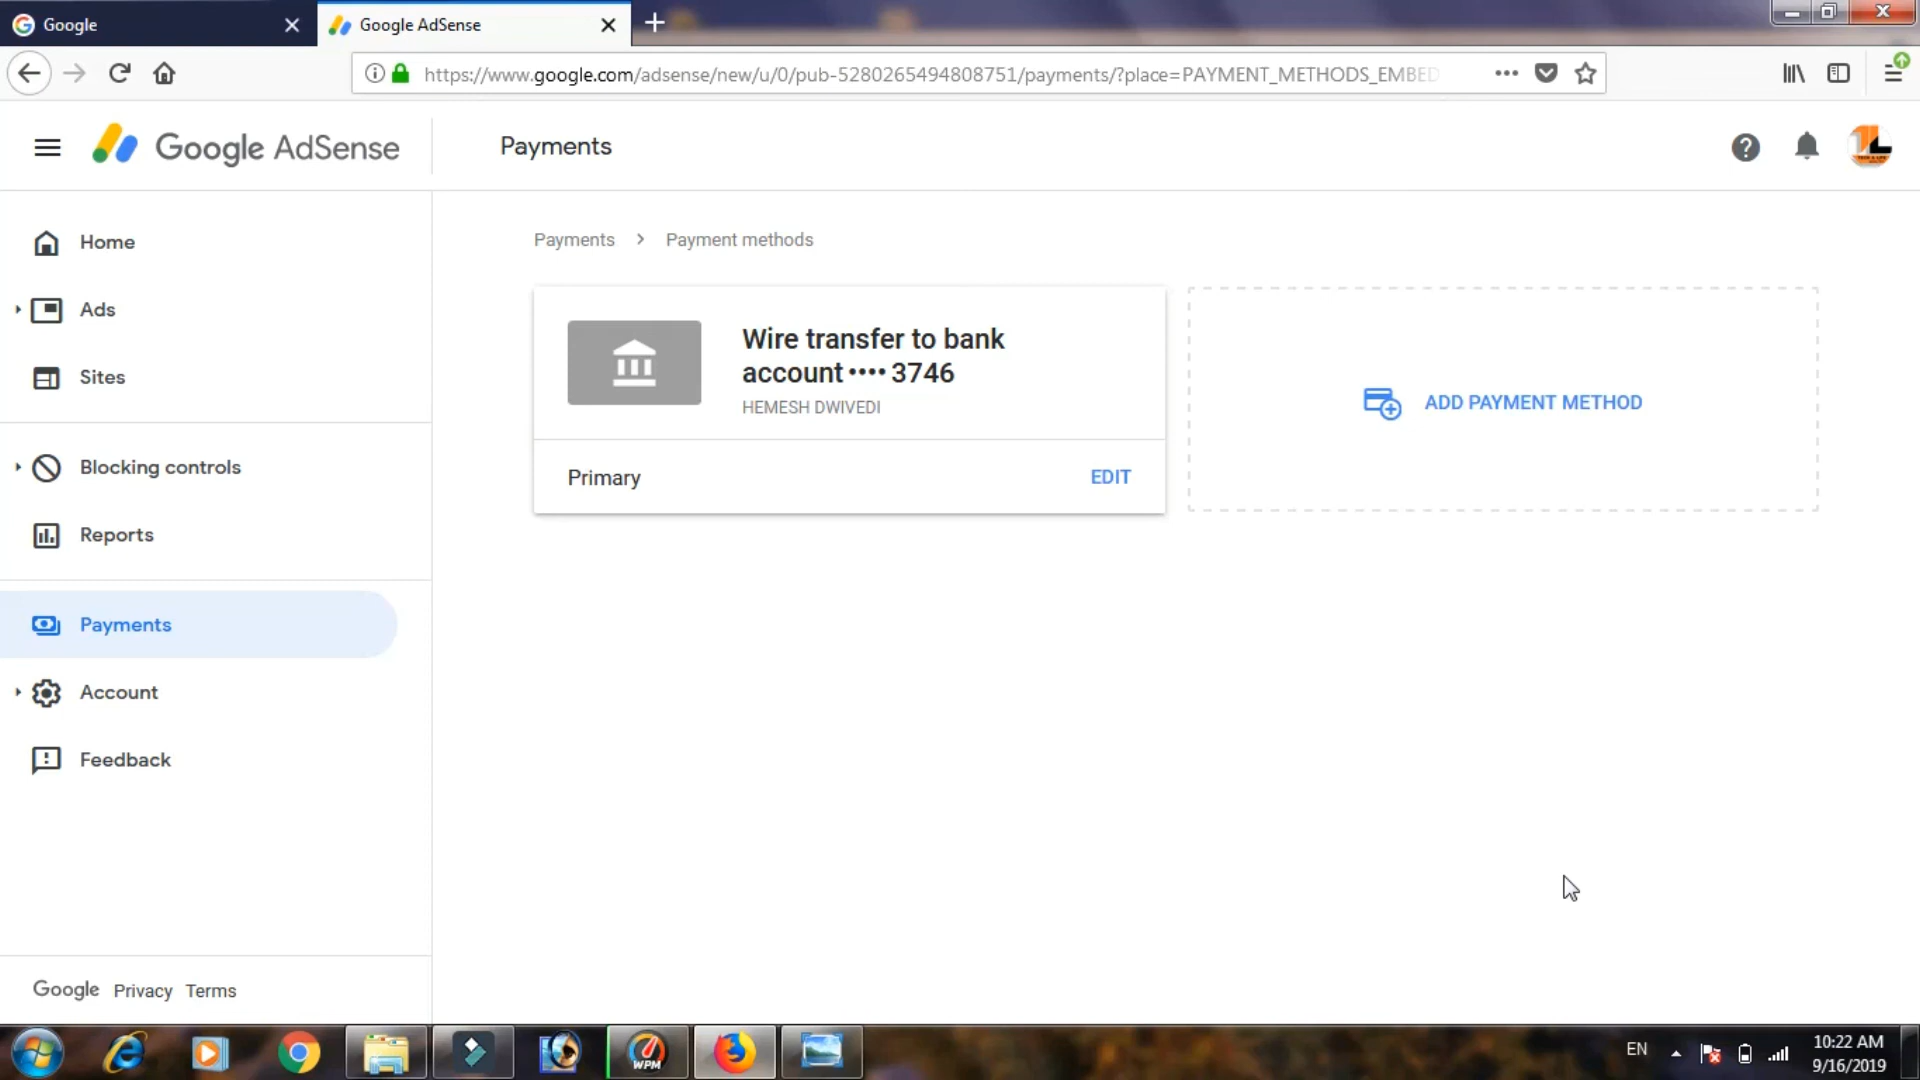 Google
Google AdSense
https://www.google.com/adsense/new/u/0/pub-5280265494808751/payments/?place=PAYMENT_METHODS_EMBED
Google AdSense
Payments
Home
Ads
Sites
Blocking controls
Reports
Payments
Account
Feedback
Google Privacy Terms
Payments > Payment methods
Wire transfer to bank
account •••• 3746
HEMESH DWIVEDI
Primary
EDIT
ADD PAYMENT METHOD
WPM
EN
10:22 AM
9/16/2019